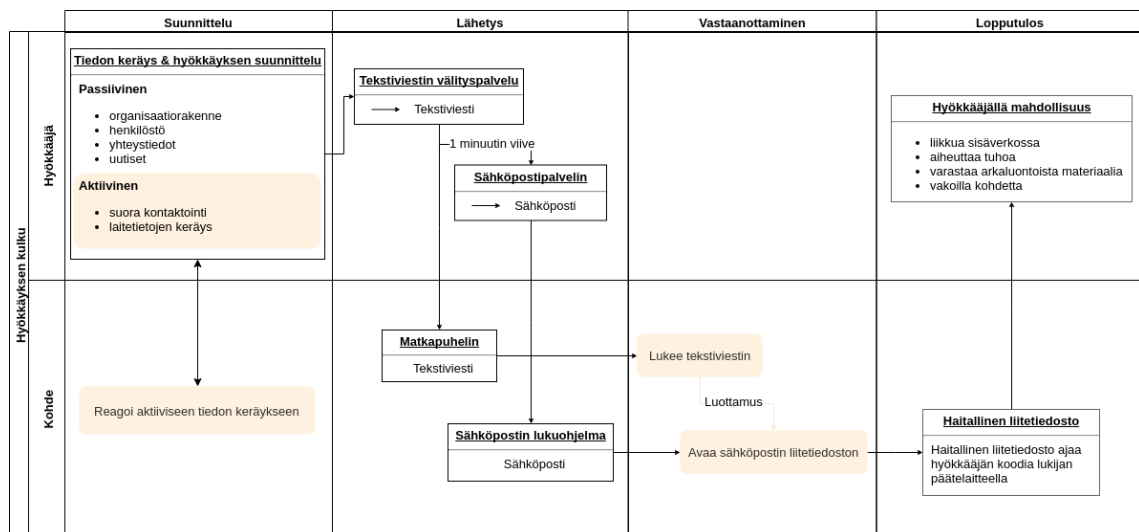 Suunnittelu
Lähetys
Vastaanottaminen
Lopputulos
Hyökkäyksen kulku
Hyökkääjä
Tiedon keräys & hyökkäyksen suunnittelu
Passiivinen
• organisaatiorakenne
• henkilöstö
• yhteystiedot
• uutiset
Aktiivinen
• suora kontaktointi
• laitetietojen keräys
Tekstiviestin välityspalvelu
Tekstiviesti
1 minuutin viive
Sähköpostipalvelin
Sähköposti
Hyökkääjällä mahdollisuus
• liikkua sisäverkossa
• aiheuttaa tuhoa
• varastaa arkaluontoista materiaalia
• vakoilla kohdetta
Kohde
Reagoi aktiiviseen tiedon keräykseen
Matkapuhelin
Tekstiviesti
Sähköpostin lukuohjelma
Sähköposti
Lukee tekstiviestin
Luottamus
Avaa sähköpostin liitetiedoston
Haitallinen liitetiedosto
Haitallinen liitetiedosto ajaa
hyökkääjän koodia lukijan
päätelaitteella